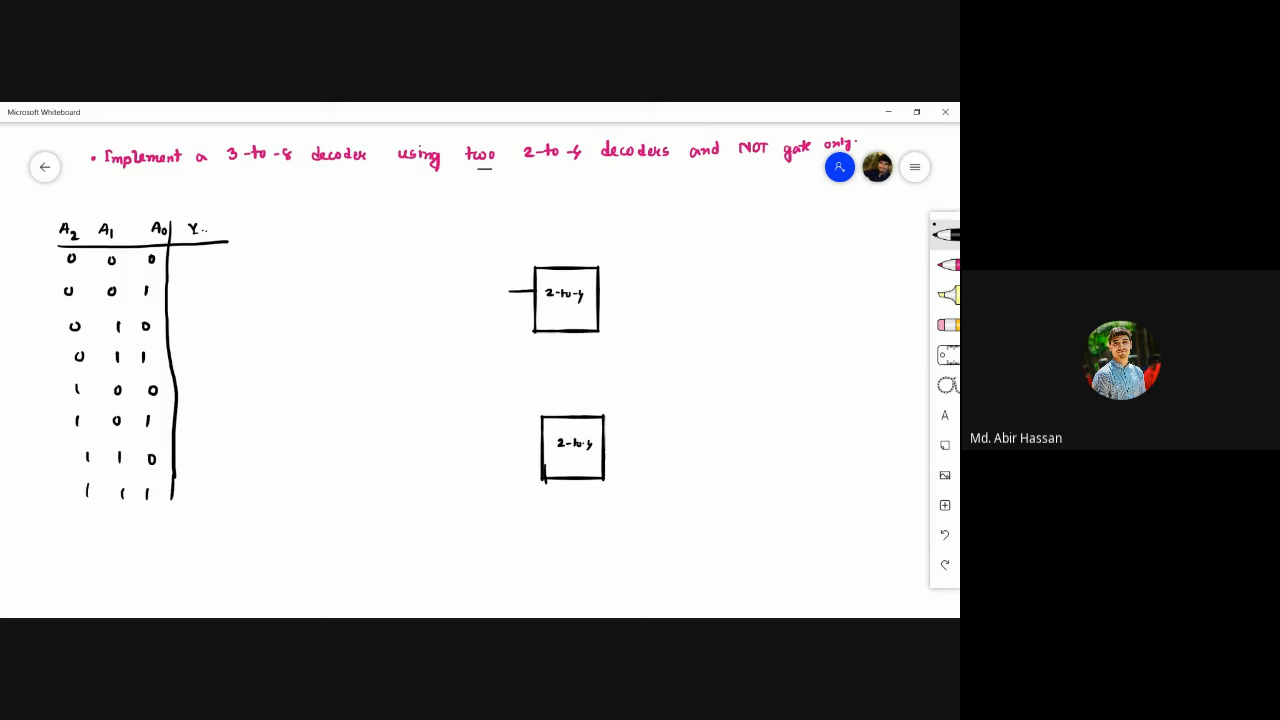 Microsoft Whiteboard
• Implement a 3-to-8 decoder using two 2-to-4 decoders and NOT gate only.
A2 A1 A0 Y..
0 0 0
0 0 1
0 1 0
0 1 1
1 0 0
1 0 1
1 1 0
1 1 1
2-to-4
2-to-4
A
Md. Abir Hassan